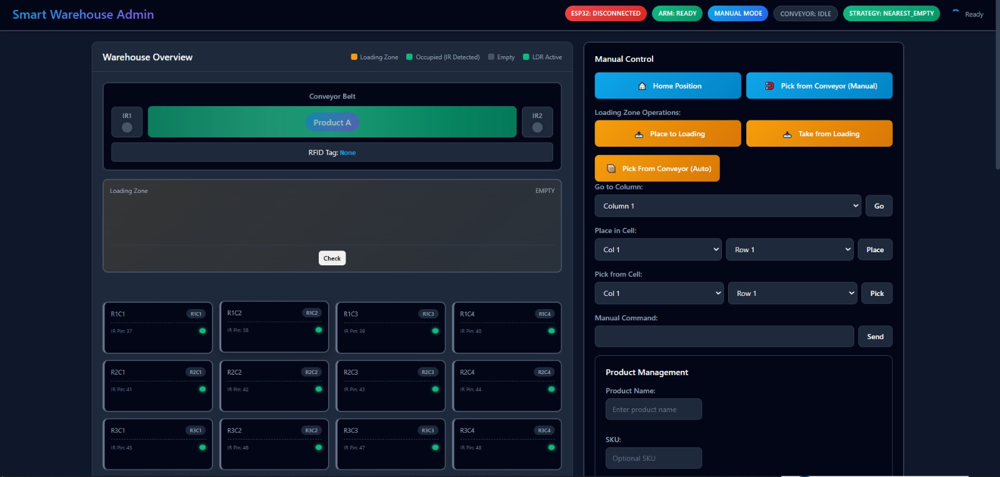 Smart Warehouse Admin
ESP32: DISCONNECTED
ARM: READY
MANUAL MODE
CONVEYOR: IDLE
STRATEGY: NEAREST_EMPTY
Ready
Warehouse Overview
Loading Zone
Occupied (IR Detected)
Empty
LDR Active
Conveyor Belt
IR1
Product A
IR2
RFID Tag: None
Loading Zone
EMPTY
Check
R1C1 R1C1
IR Pin: 37
R1C2 R1C2
IR Pin: 38
R1C3 R1C3
IR Pin: 39
R1C4 R1C4
IR Pin: 40
R2C1 R2C1
IR Pin: 41
R2C2 R2C2
IR Pin: 42
R2C3 R2C3
IR Pin: 43
R2C4 R2C4
IR Pin: 44
R3C1 R3C1
IR Pin: 45
R3C2 R3C2
IR Pin: 46
R3C3 R3C3
IR Pin: 47
R3C4 R3C4
IR Pin: 48
Manual Control
Home Position
Pick from Conveyor (Manual)
Loading Zone Operations:
Place to Loading
Take from Loading
Pick From Conveyor (Auto)
Go to Column:
Column 1
Go
Place in Cell:
Col 1
Row 1
Place
Pick from Cell:
Col 1
Row 1
Pick
Manual Command:
Send
Product Management
Product Name:
Enter product name
SKU:
Optional SKU